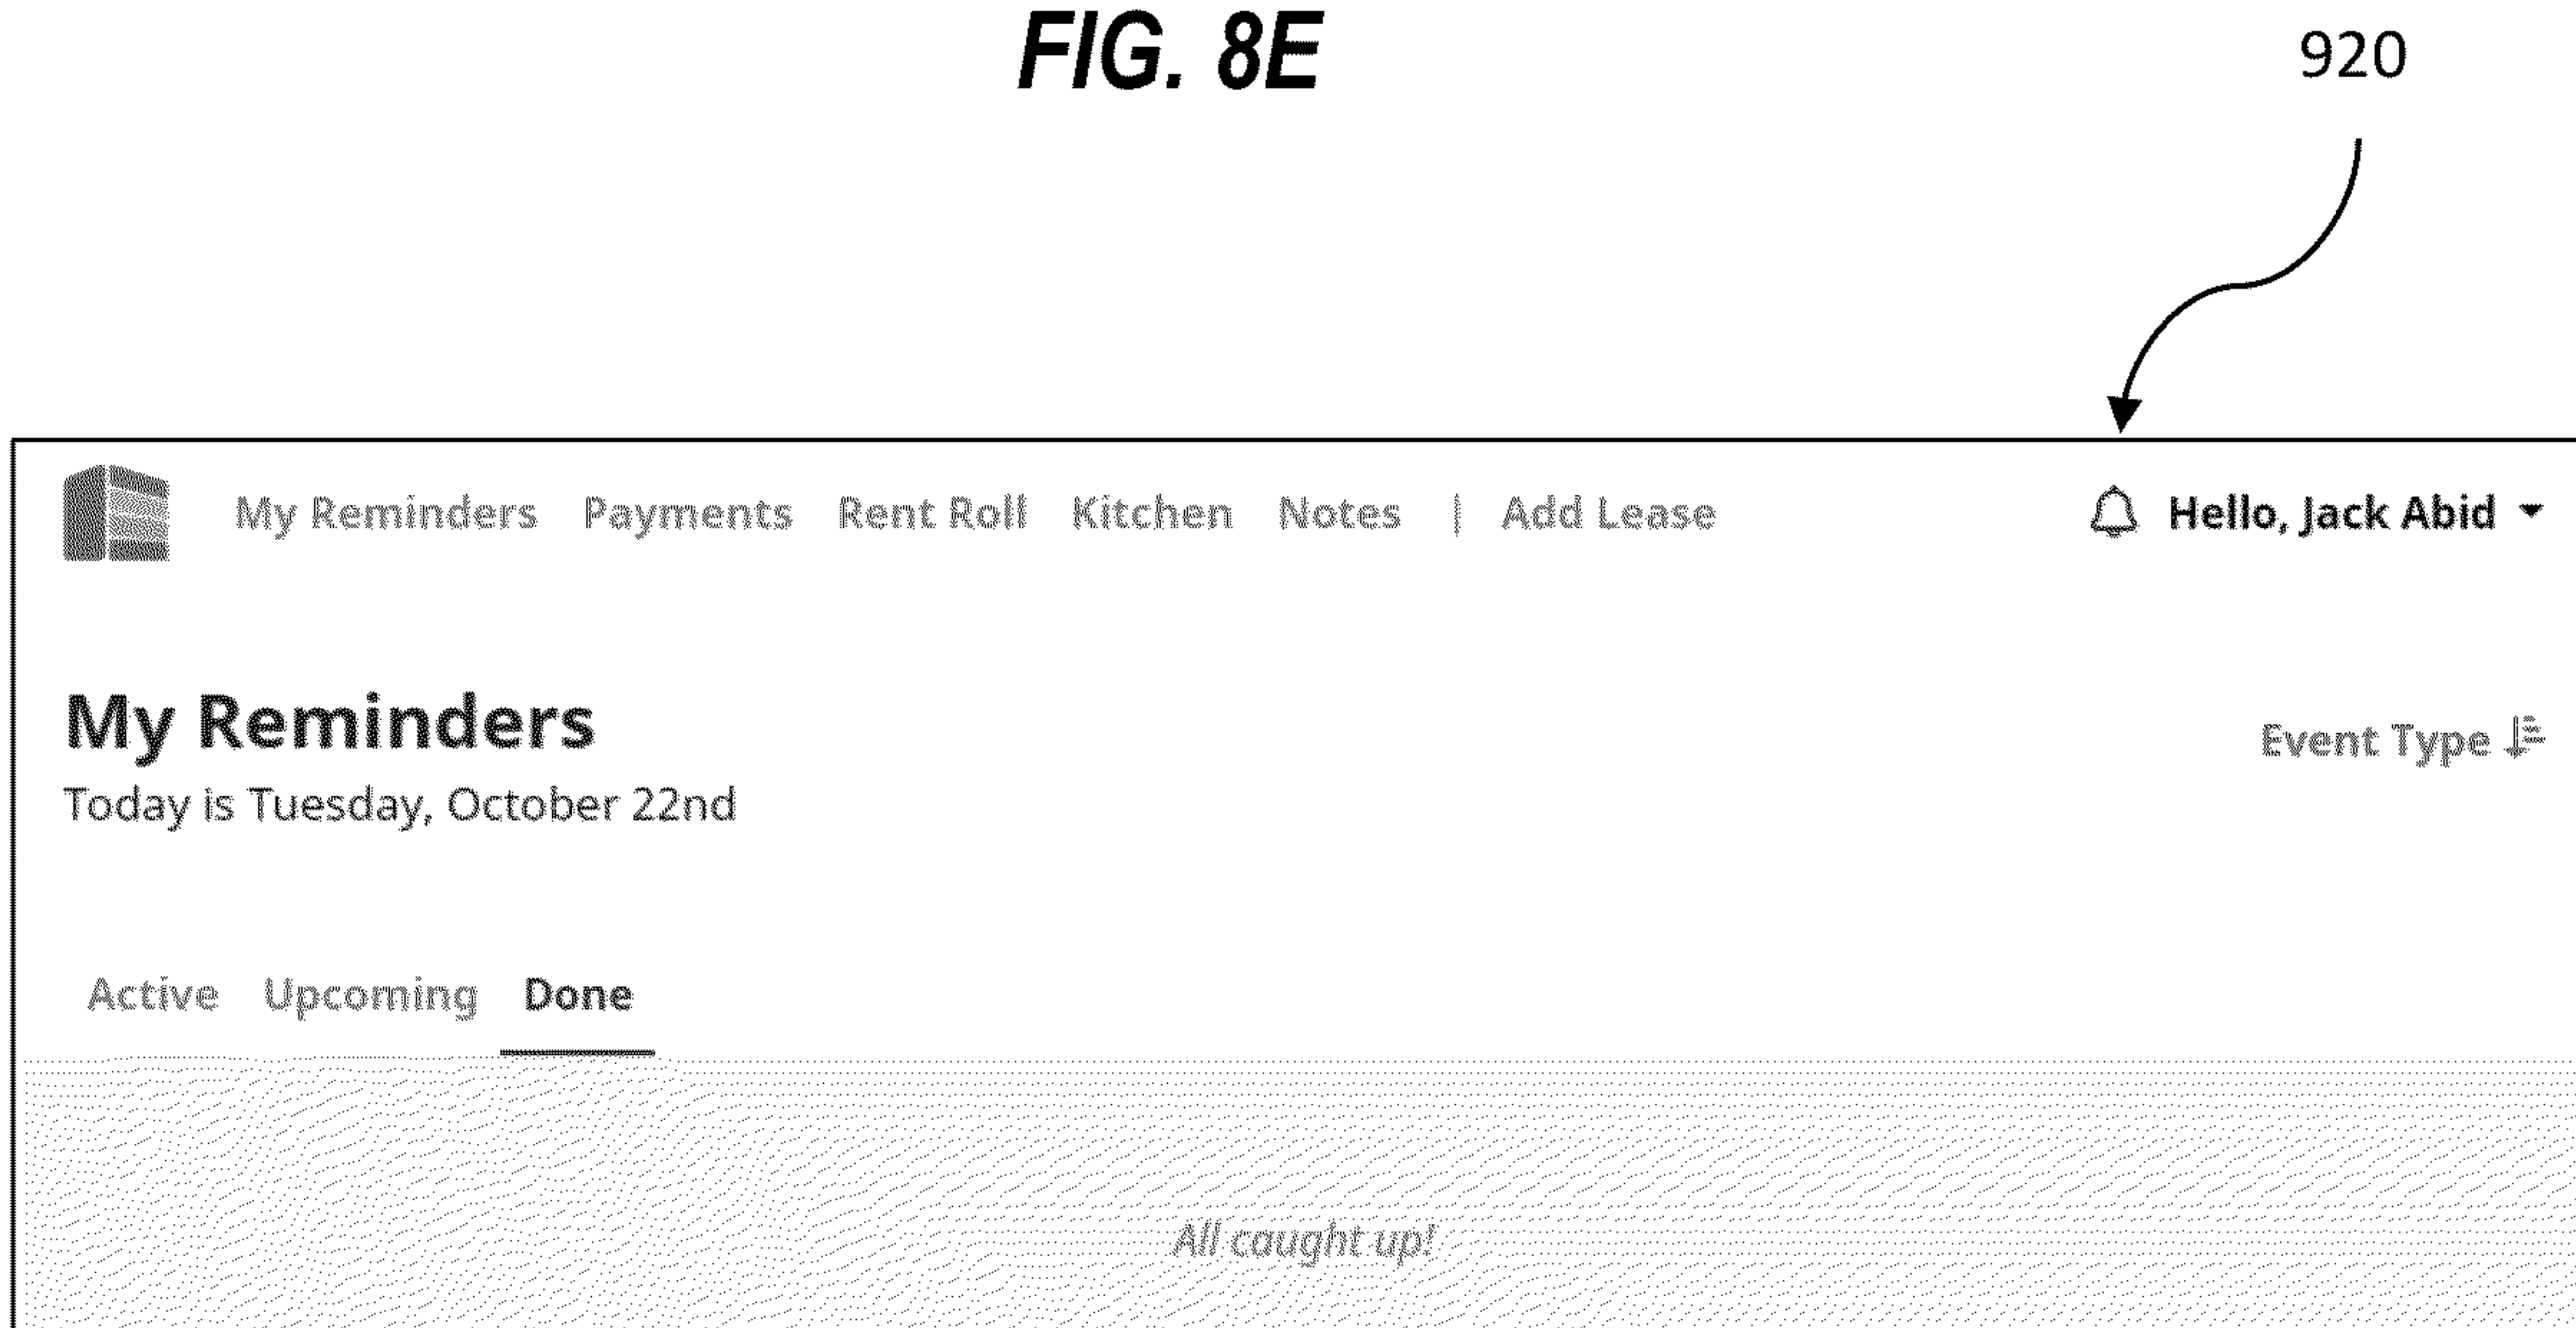 FIG. 8E
920
My Reminders Payments Rent Roll Kitchen Notes | Add Lease Hello, Jack Abid
My Reminders
Event Type
Today is Tuesday, October 22nd
Active Upcoming Done
All caught up!